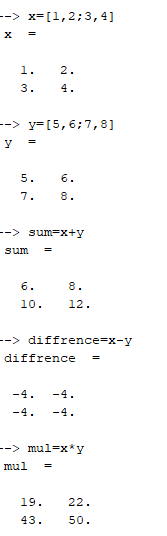 --> x=[1,2;3,4]
x  =
1.   2.
3.   4.
--> y=[5,6;7,8]
y  =
5.   6.
7.   8.
--> sum=x+y
sum  =
6.    8.
10.   12.
--> diffrence=x-y
diffrence  =
-4.  -4.
-4.  -4.
--> mul=x*y
mul  =
19.   22.
43.   50.